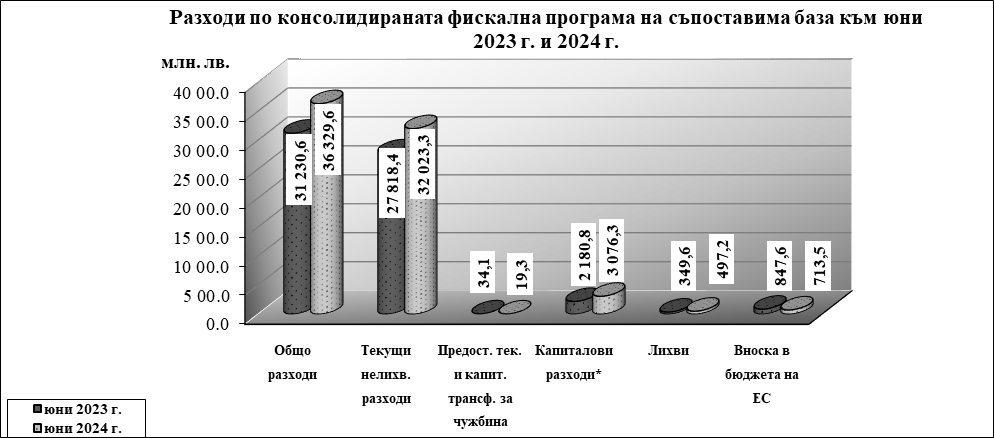 Разходи по консолидираната фискална програма на съпоставима база към юни
2023 г. и 2024 г.
млн. лв.
40 00.0
35 00.0
30 00.0
25 00.0
20 00.0
15 00.0
10 00.0
5 00.0
0.0
31 230,6
36 329,6
27 818,4
32 023,3
34,1
19,3
2 180,8
3 076,3
349,6
497,2
847,6
713,5
Общо
разходи
Текущи
нелихв.
разходи
Предост. тек.
и капит.
трансф. за
чужбина
Капиталови
разходи*
Лихви
Вноска в
бюджета на
ЕС
юни 2023 г.
юни 2024 г.